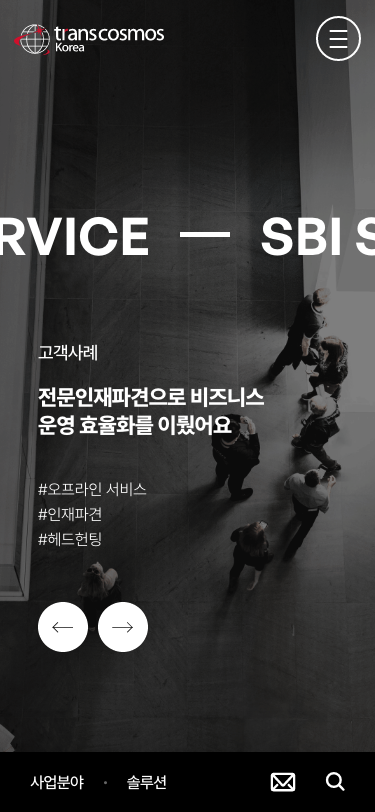 transcosmos
Korea
RVICE — SBI S
고객사례
전문인재파견으로 비즈니스
운영 효율화를 이뤘어요
#오프라인 서비스
#인재파견
#헤드헌팅
사업분야 • 솔루션